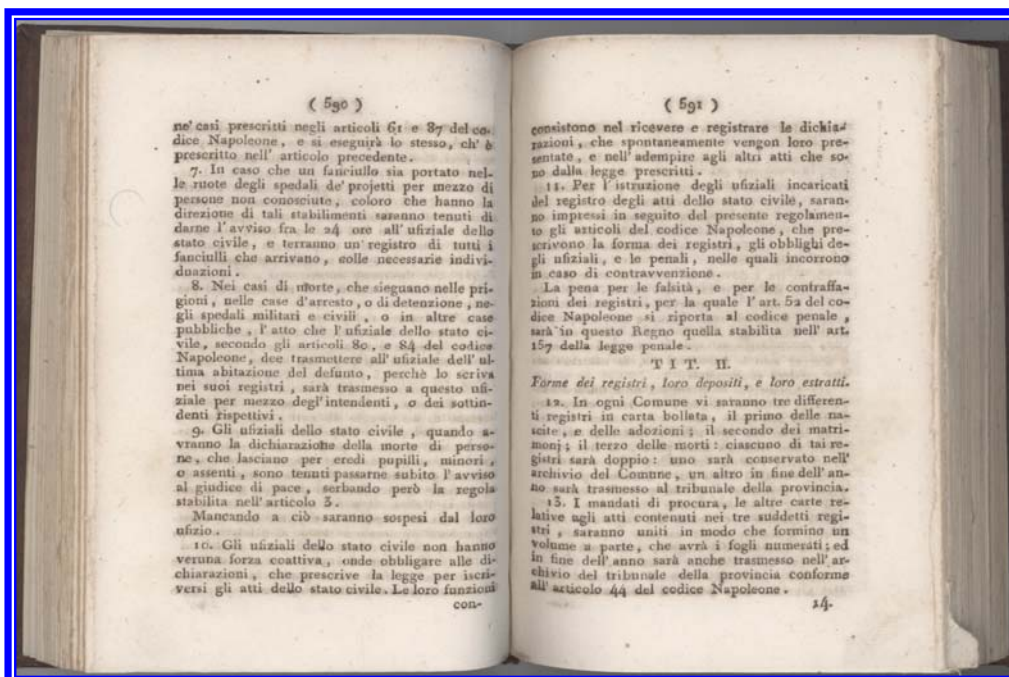 ( 590 )
ne' casi prescritti negli articoli 61 e 87 del co-
dice Napoleone, e si eseguirà lo stesso, ch' è
prescritto nell' articolo precedente.
7. In caso che un fanciullo sia portato nel-
le ruote degli spedali de' projetti per mezzo di
persone non conosciute, coloro che hanno la
direzione di tali stabilimenti saranno tenuti di
darne l'avviso fra le 24 ore all' ufiziale dello
stato civile, e terranno un registro di tutti i
fanciulli che arrivano, colle necessarie indivi-
duazioni.
8. Nei casi di morte, che sieguano nelle pri-
gioni, nelle case d'arresto, o di detenzione, ne-
gli spedali militari e civili, o in altre case
pubbliche, l' atto che l' ufiziale dello stato ci-
vile, secondo gli articoli 80, e 84 del codice
Napoleone, dee trasmettere all' ufiziale dell' ul-
tima abitazione del defunto, perchè lo scriva
nei suoi registri, sarà trasmesso a questo ufi-
ziale per mezzo degl' intendenti, o dei sottin-
denti rispettivi.
9. Gli ufiziali dello stato civile, quando a-
vranno la dichiarazione della morte di perso-
ne, che lasciano per eredi pupilli, minori,
o assenti, sono tenuti passarne subito l'avviso
al giudice di pace, serbando però la regola
stabilita nell' articolo 3.
Mancando a ciò saranno sospesi dal loro
ufizio.
10. Gli ufiziali dello stato civile non hanno
veruna forza coattiva, onde obbligare alle di-
chiarazioni, che prescrive la legge per iscri-
versi gli atti dello stato civile. Le loro funzioni
con-
( 591 )
consistono nel ricevere e registrare le dichia-
razioni, che spontaneamente vengon loro pre-
sentate, e nell' adempire agli altri atti che so-
no dalla legge prescritti.
11. Per l' istruzione degli ufiziali incaricati
del registro degli atti dello stato civile, saran-
no impressi in seguito del presente regolamen-
to gli articoli del codice Napoleone, che pre-
scrivono la forma dei registri, gli obblighi de-
gli ufiziali, e le penali, nelle quali incorrono
in caso di contravvenzione.
La pena per le falsità, e per le contraffa-
zioni dei registri, per la quale l' art. 52 del co-
dice Napoleone si riporta al codice penale,
sarà in questo Regno quella stabilita nell' art.
157 della legge penale.
TIT. II.
Forme dei registri, loro depositi, e loro estratti.
12. In ogni Comune vi saranno tre differen-
ti registri in carta bollata, il primo delle na-
scite, e delle adozioni; il secondo dei matri-
monj; il terzo delle morti: ciascuno di tai re-
gistri sarà doppio: uno sarà conservato nell'
archivio del Comune, un altro in fine dell' an-
no sarà trasmesso al tribunale della provincia.
13. I mandati di procura, le altre carte re-
lative agli atti contenuti nei tre suddetti regi-
stri, saranno uniti in modo che formino un
volume a parte, che avrà i fogli numerati; ed
in fine dell' anno sarà anche trasmesso nell' ar-
chivio del tribunale della provincia conforme
all' articolo 44 del codice Napoleone.
14.